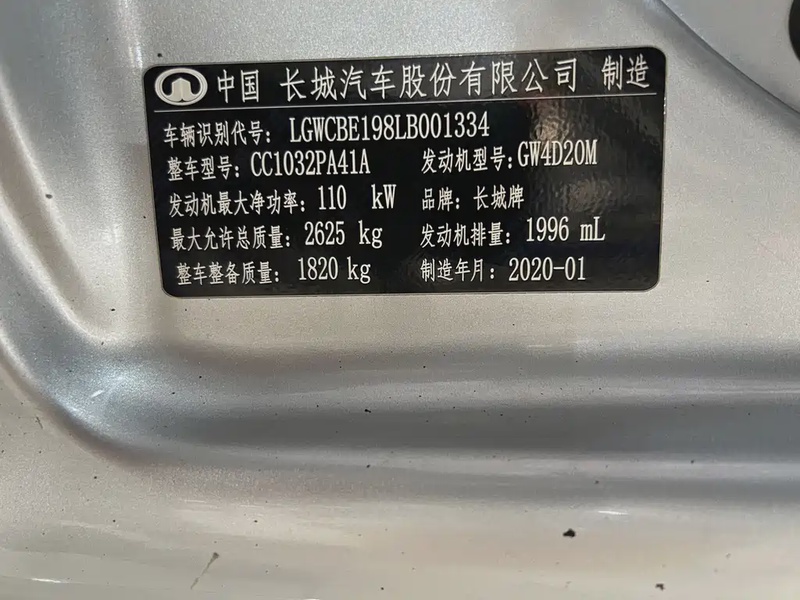 中国 长城汽车股份有限公司 制造
车辆识别代号: LGWCBE198LB001334
整车型号: CC1032PA41A 发动机型号: GW4D20M
发动机最大净功率: 110 kW 品牌: 长城牌
最大允许总质量: 2625 kg 发动机排量: 1996 mL
整车整备质量: 1820 kg 制造年月: 2020-01